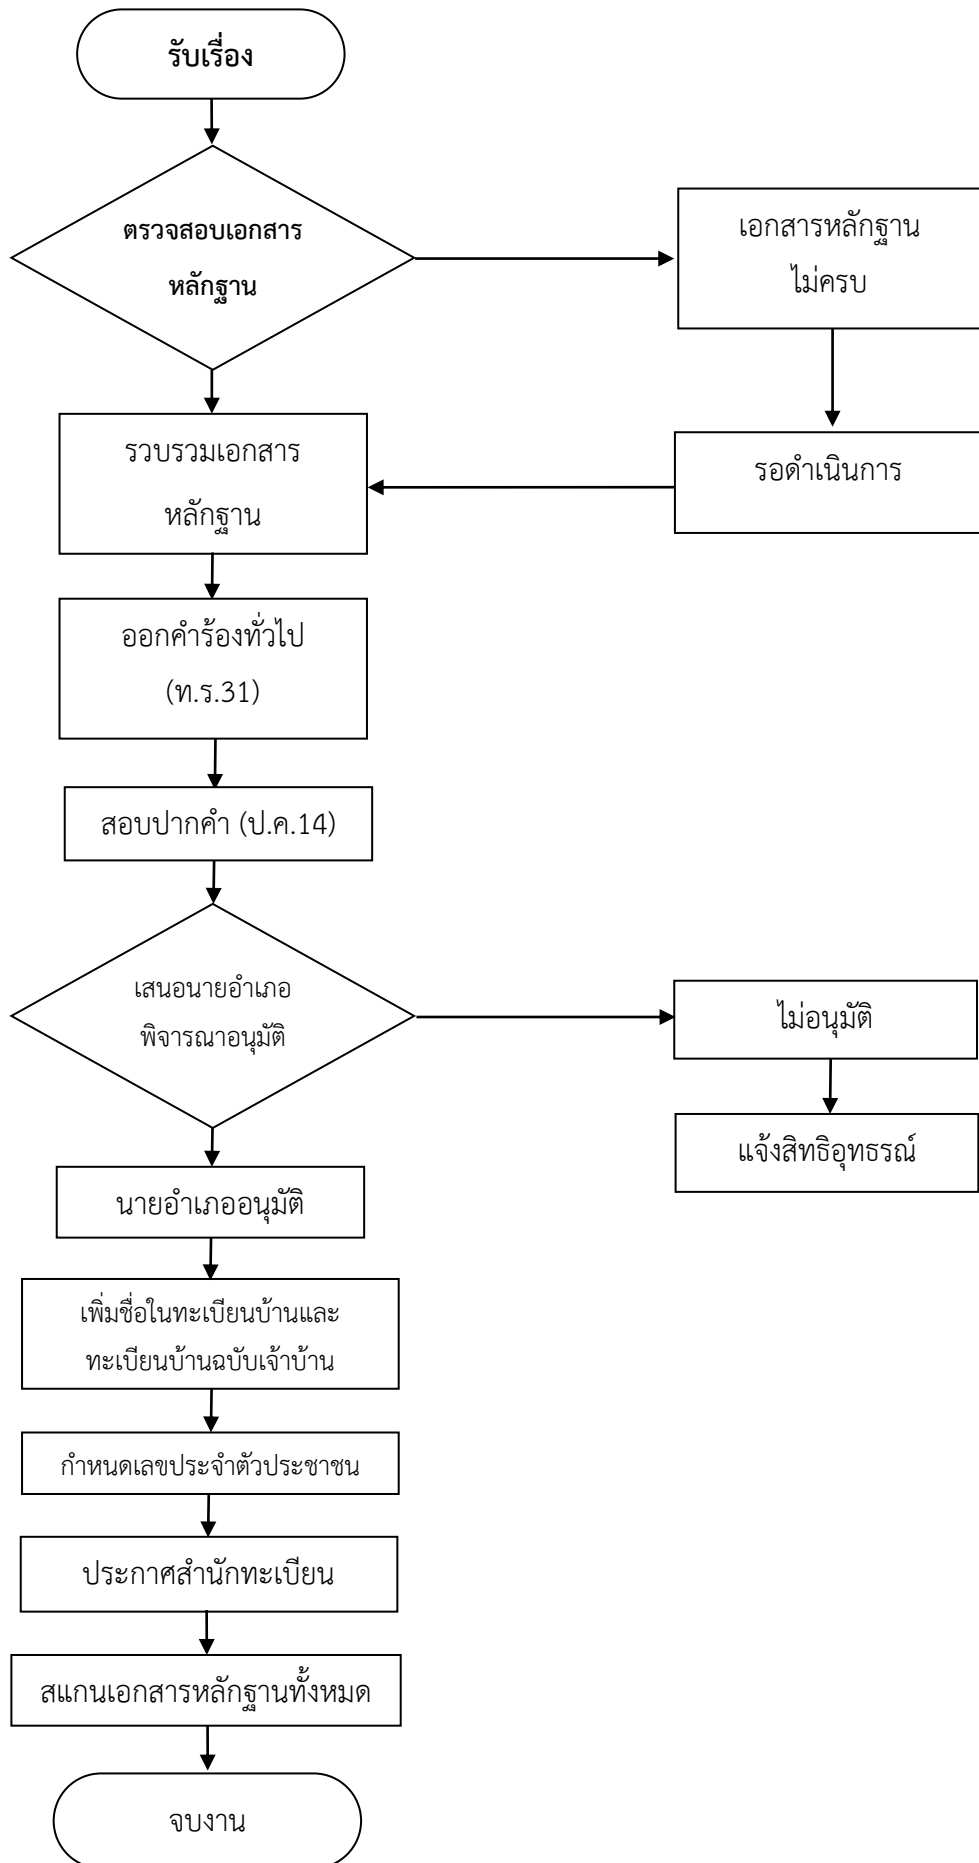 รับเรื่อง
ตรวจสอบเอกสาร
หลักฐาน
เอกสารหลักฐาน
ไม่ครบ
รวบรวมเอกสาร
หลักฐาน
รอดำเนินการ
ออกคำร้องทั่วไป
(ท.ร.31)
สอบปากคำ (ป.ค.14)
เสนอนายอำเภอ
พิจารณาอนุมัติ
ไม่อนุมัติ
แจ้งสิทธิอุทธรณ์
นายอำเภออนุมัติ
เพิ่มชื่อในทะเบียนบ้านและ
ทะเบียนบ้านฉบับเจ้าบ้าน
กำหนดเลขประจำตัวประชาชน
ประกาศสำนักทะเบียน
สแกนเอกสารหลักฐานทั้งหมด
จบงาน